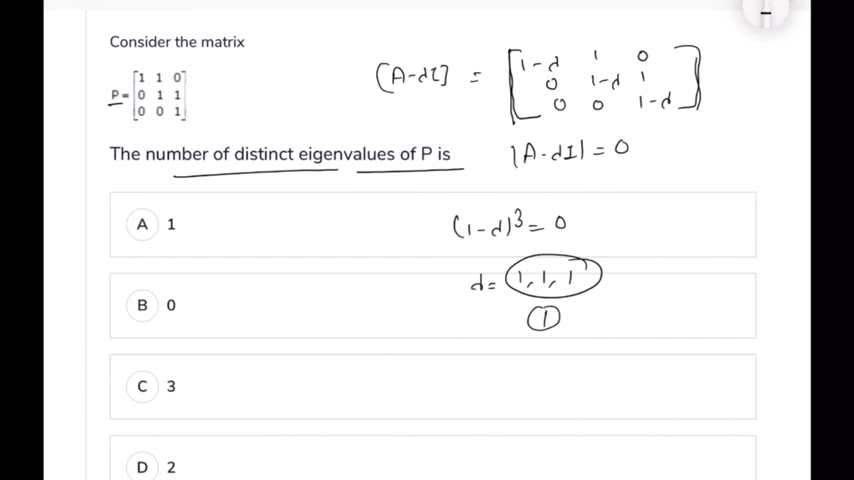 Consider the matrix
P = [1 1 0
0 1 1
0 0 1]
[A-dI] = [1-d 1 0
0 1-d 1
0 0 1-d]
The number of distinct eigenvalues of P is
|A-dI| = 0
A 1
(1-d)³ = 0
d = 1, 1, 1
B 0
1
C 3
D 2